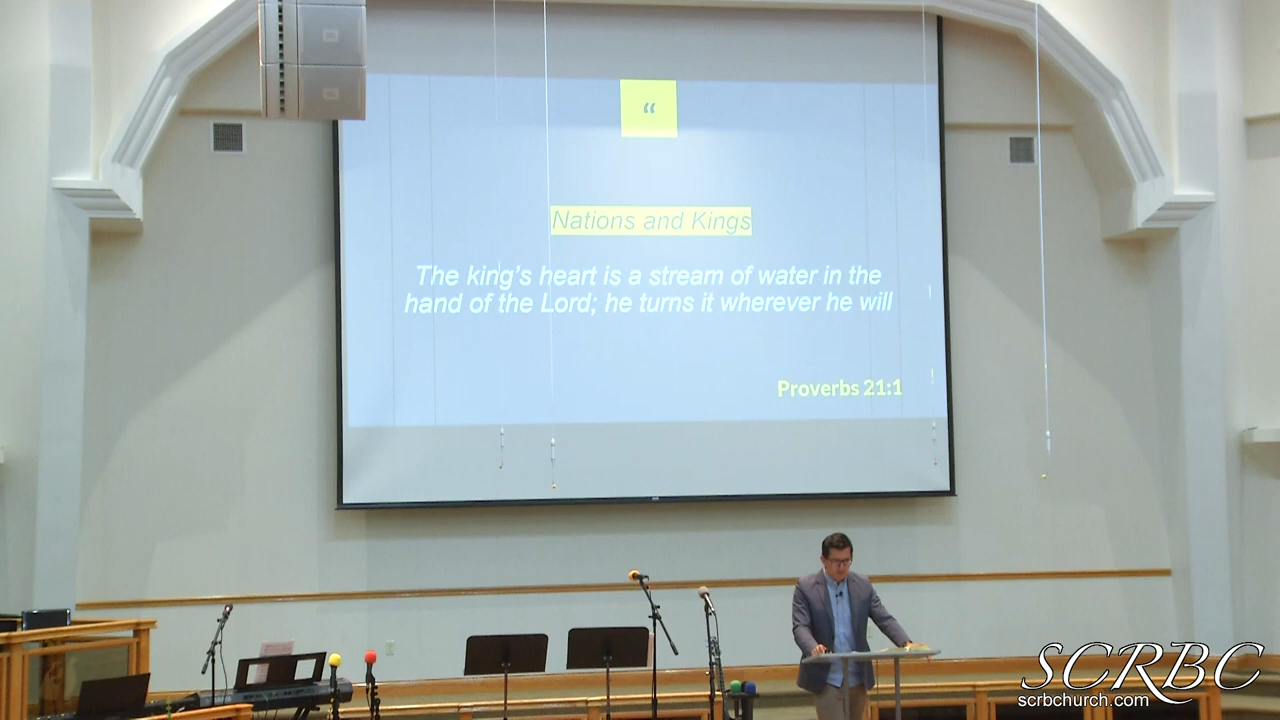 “
Nations and Kings
The king’s heart is a stream of water in the
hand of the Lord; he turns it wherever he will
Proverbs 21:1
SCRBC
scrbchurch.com